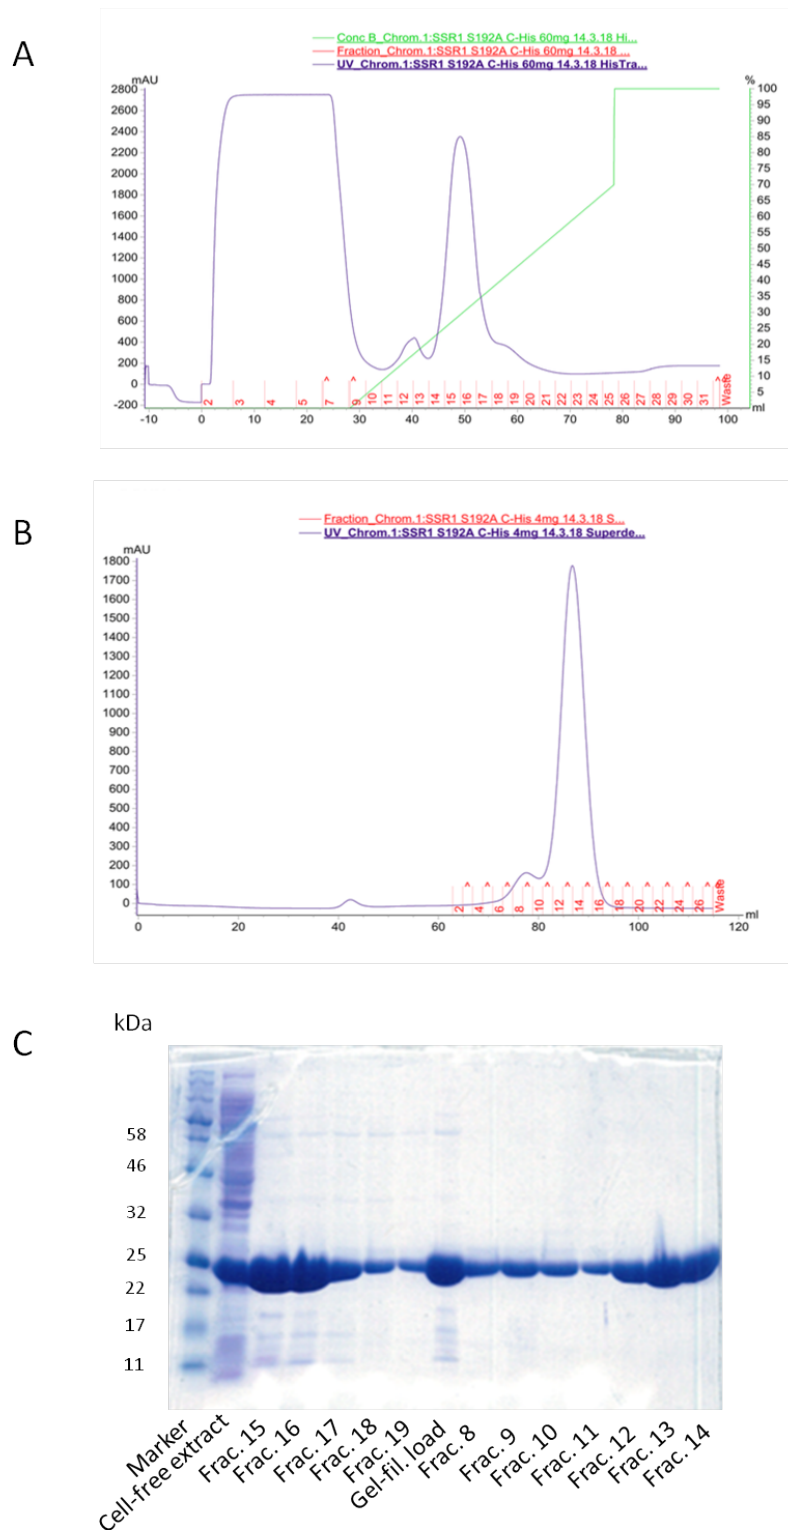 A
Conc B_Chrom.1:SSR1 S192A C-His 60mg 14.3.18 Hi...
Fraction_Chrom.1:SSR1 S192A C-His 60mg 14.3.18 ...
UV_Chrom.1:SSR1 S192A C-His 60mg 14.3.18 HisTra...
mAU
%
2800
2600
2400
2200
2000
1800
1600
1400
1200
1000
800
600
400
200
0
-200
100
95
90
85
80
75
70
65
60
55
50
45
40
35
30
25
20
15
10
5
2 3 4 5 7 9 10 11 12 13 14 15 16 17 18 19 20 21 22 23 24 25 26 27 28 29 30 31 Waste
-10 0 10 20 30 40 50 60 70 80 90 100 ml
B
Fraction_Chrom.1:SSR1 S192A C-His 4mg 14.3.18 S...
UV_Chrom.1:SSR1 S192A C-His 4mg 14.3.18 Superde...
mAU
1800
1700
1600
1500
1400
1300
1200
1100
1000
900
800
700
600
500
400
300
200
100
0
2 4 6 8 10 12 14 16 18 20 22 24 26 Waste
0 20 40 60 80 100 120 ml
C
kDa
58
46
32
25
22
17
11
Marker
Cell-free extract
Frac. 15
Frac. 16
Frac. 17
Frac. 18
Frac. 19
Gel-fil. load
Frac. 8
Frac. 9
Frac. 10
Frac. 11
Frac. 12
Frac. 13
Frac. 14